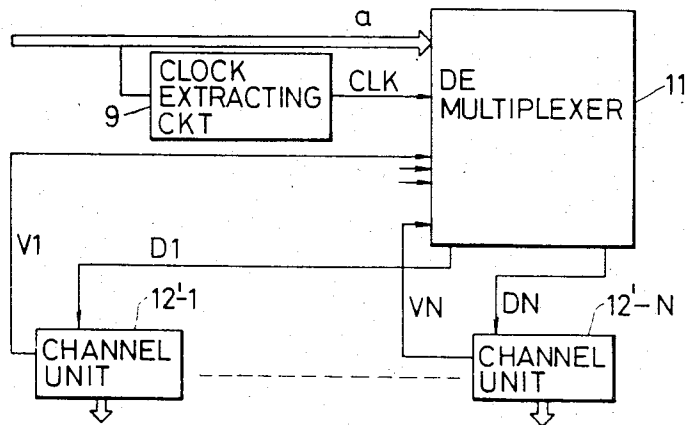 a
CLOCK
EXTRACTING
CKT
9
CLK
DE
MULTIPLEXER
11
V1
D1
VN
DN
12'-1
12'-N
CHANNEL
UNIT
CHANNEL
UNIT